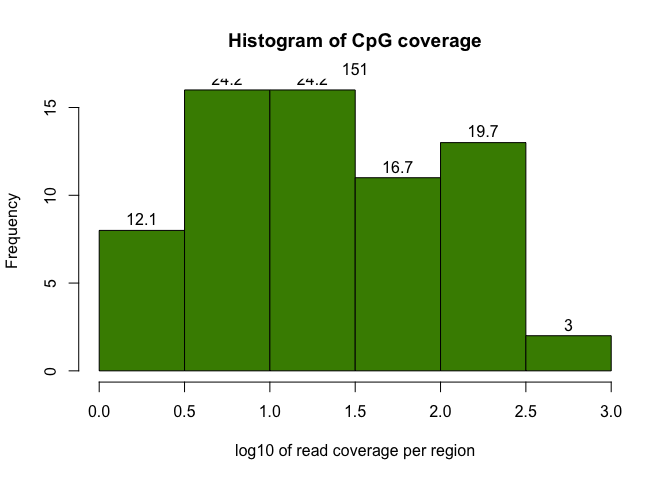 Histogram of CpG coverage
151
24.2 24.2
19.7
16.7
12.1
3
Frequency
0 5 10 15
0.0 0.5 1.0 1.5 2.0 2.5 3.0
log10 of read coverage per region